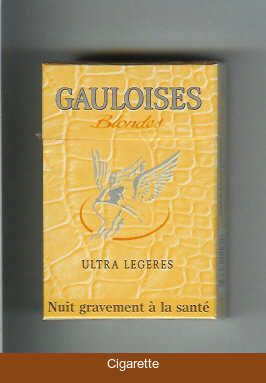 GAULOISES
Blondes
ULTRA LEGERES
Nuit gravement à la santé
Cigarette